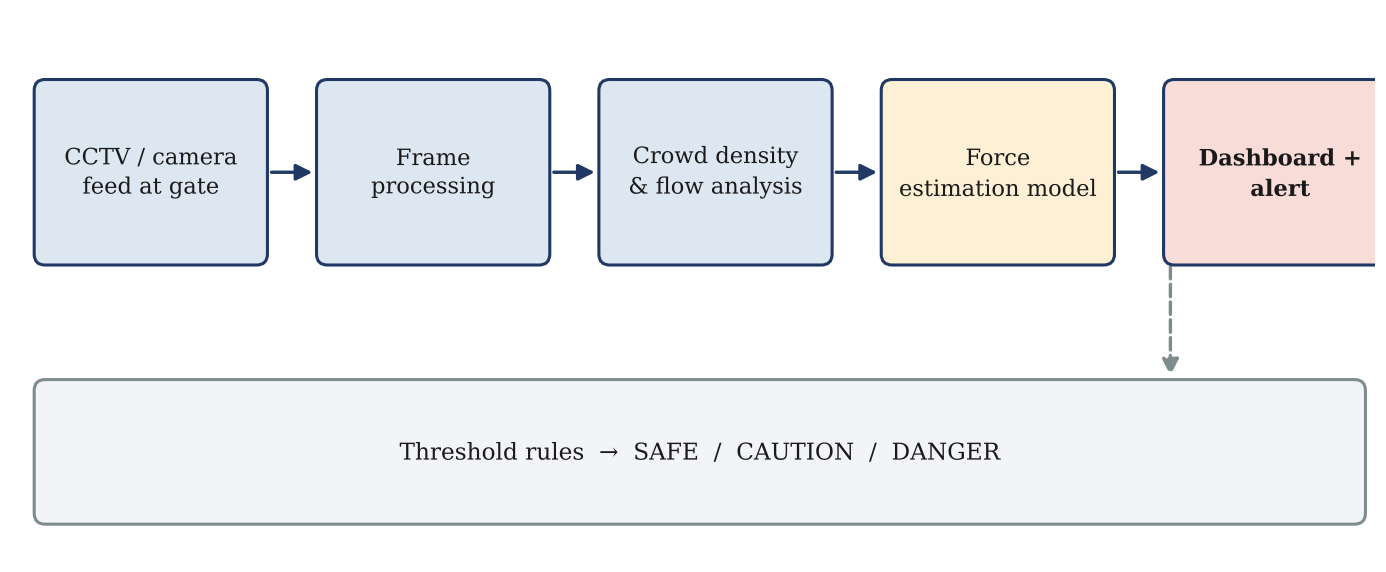 CCTV / camera
feed at gate
Frame
processing
Crowd density
& flow analysis
Force
estimation model
Dashboard +
alert
Threshold rules → SAFE / CAUTION / DANGER